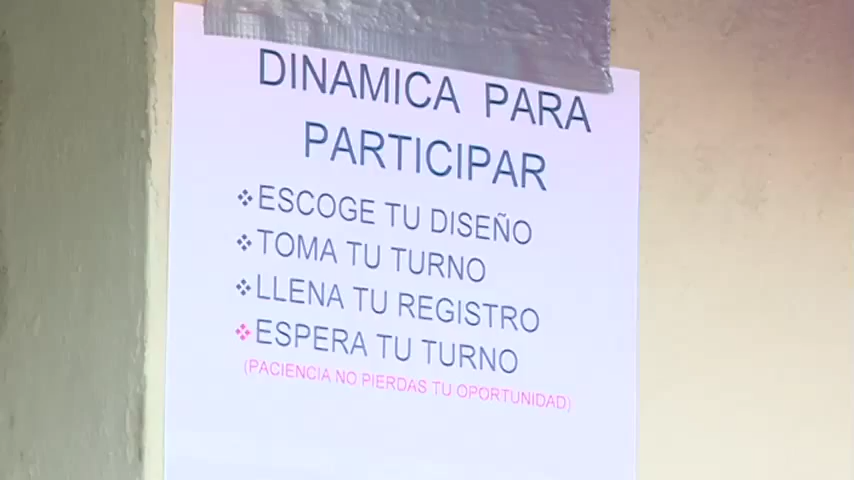 DINAMICA PARA
PARTICIPAR
❖ESCOGE TU DISEÑO
❖TOMA TU TURNO
❖LLENA TU REGISTRO
❖ESPERA TU TURNO
(PACIENCIA NO PIERDAS TU OPORTUNIDAD)